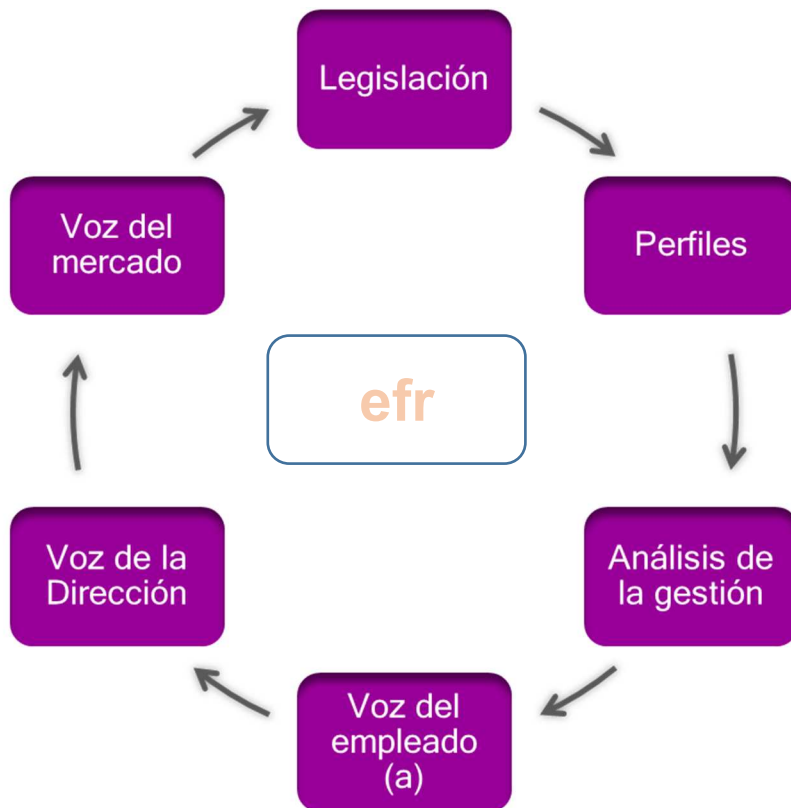 Legislación
Perfiles
Análisis de
la gestión
Voz del
empleado
(a)
Voz de la
Dirección
Voz del
mercado
efr